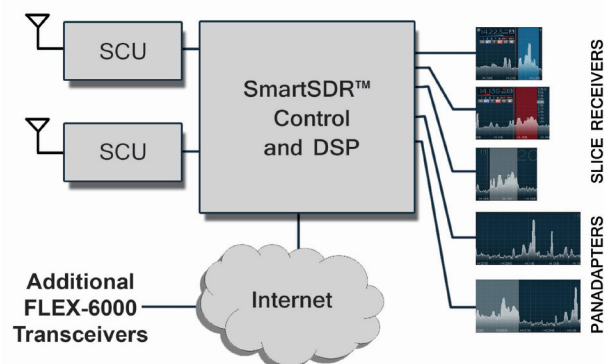 SCU
SCU
SmartSDR™
Control
and DSP
SLICE RECEIVERS
PANADAPTERS
Internet
Additional
FLEX-6000
Transceivers